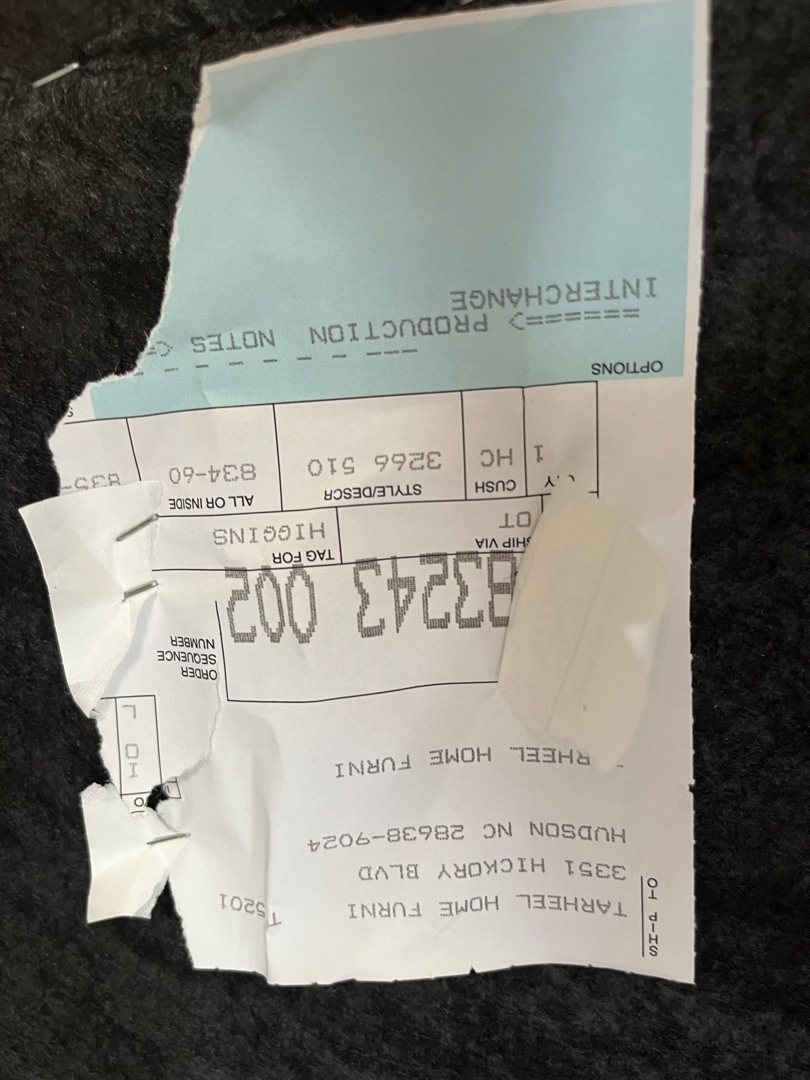 SHIP TO
TARHEEL HOME FURNI T5201
3351 HICKORY BLVD
HUDSON NC 28638-9024
RHEEL HOME FURNI
IO L
ORDER SEQUENCE NUMBER
83243 002
SHIP VIA TAG FOR
OT HIGGINS
QTY CUSH STYLE/DESCR ALL OR INSIDE
1 HC 3266 510 834-60 835-
OPTIONS
======> PRODUCTION NOTES <
INTERCHANGE